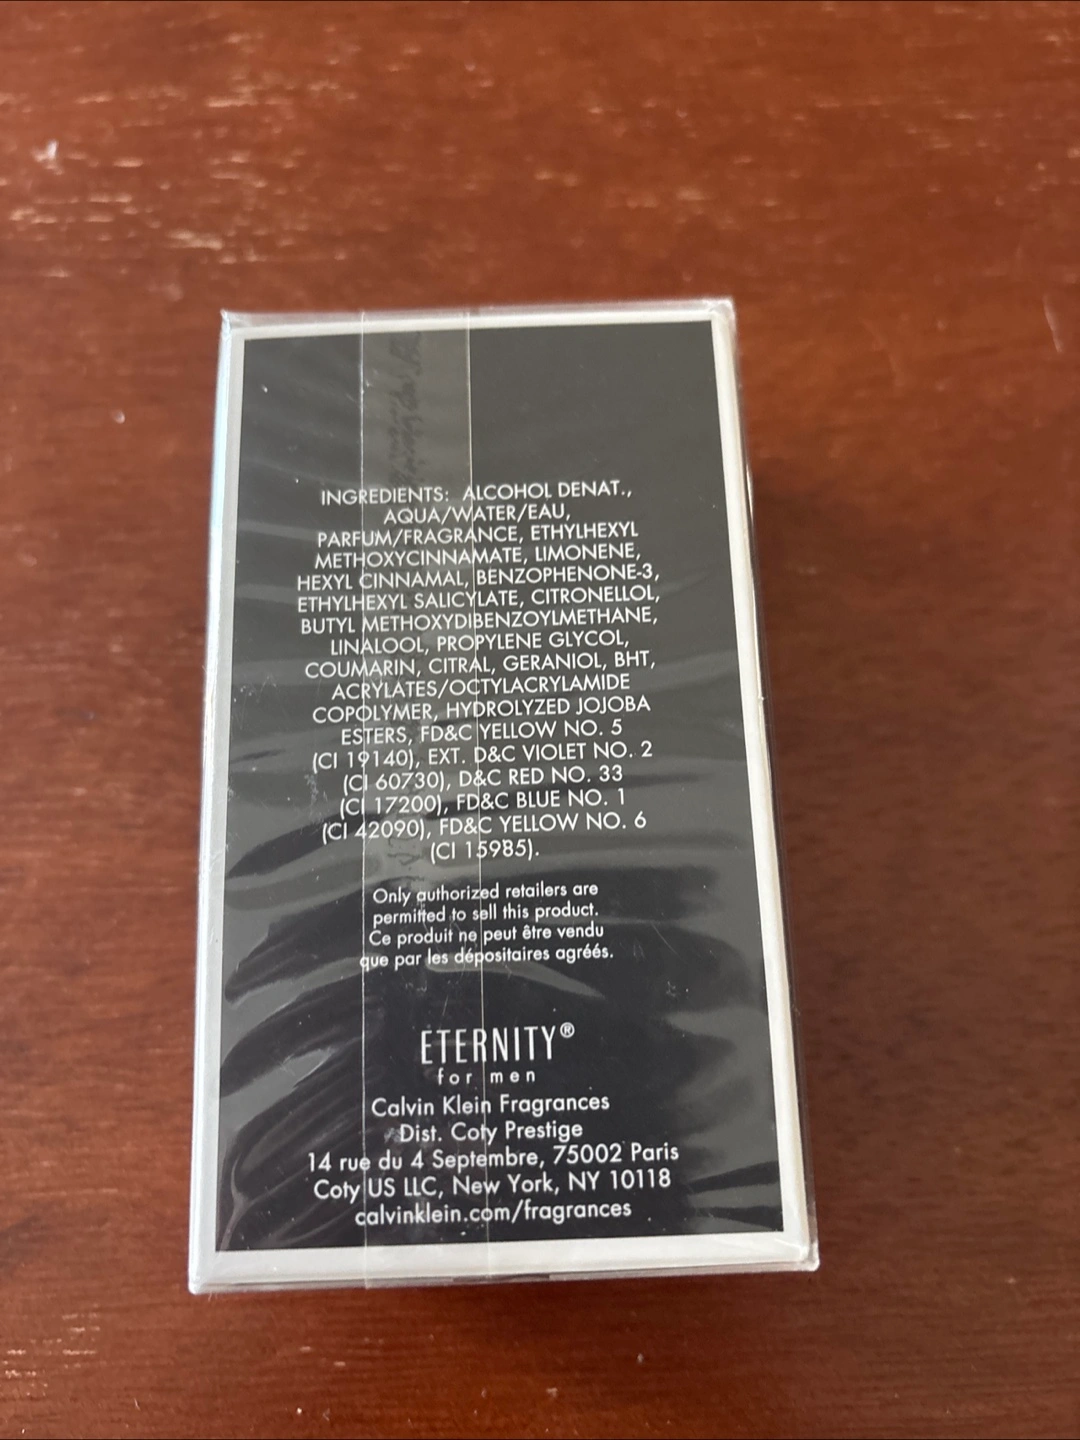 INGREDIENTS: ALCOHOL DENAT.,
AQUA/WATER/EAU,
PARFUM/FRAGRANCE, ETHYLHEXYL
METHOXYCINNAMATE, LIMONENE,
HEXYL CINNAMAL, BENZOPHENONE-3,
ETHYLHEXYL SALICYLATE, CITRONELLOL,
BUTYL METHOXYDIBENZOYLMETHANE,
LINALOOL, PROPYLENE GLYCOL,
COUMARIN, CITRAL, GERANIOL, BHT,
ACRYLATES/OCTYLACRYLAMIDE
COPOLYMER, HYDROLYZED JOJOBA
ESTERS, FD&C YELLOW NO. 5
(CI 19140), EXT. D&C VIOLET NO. 2
(CI 60730), D&C RED NO. 33
(CI 17200), FD&C BLUE NO. 1
(CI 42090), FD&C YELLOW NO. 6
(CI 15985).
Only authorized retailers are
permitted to sell this product.
Ce produit ne peut être vendu
que par les dépositaires agréés.
ETERNITY®
for men
Calvin Klein Fragrances
Dist. Coty Prestige
14 rue du 4 Septembre, 75002 Paris
Coty US LLC, New York, NY 10118
calvinklein.com/fragrances